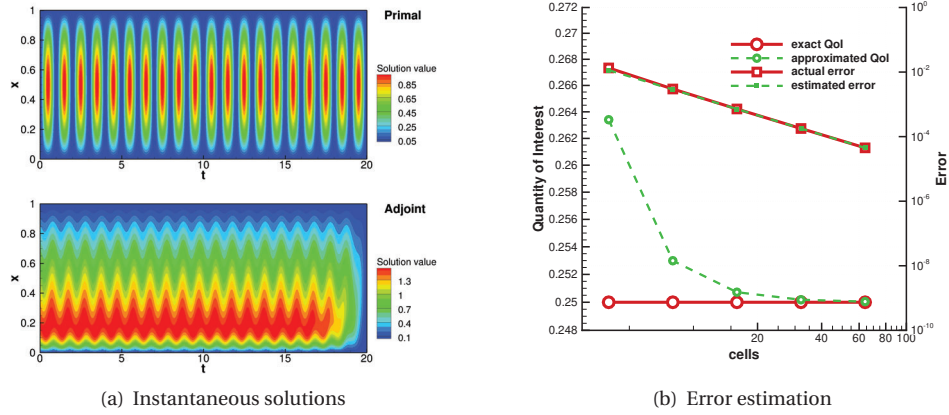 Primal
Solution value
0.85
0.65
0.45
0.25
0.05
x
1
0.8
0.6
0.4
0.2
0
0 5 10 15 20
t
Adjoint
Solution value
1.3
1
0.7
0.4
0.1
x
1
0.8
0.6
0.4
0.2
0
0 5 10 15 20
t
(a) Instantaneous solutions
Quantity of Interest
0.272
0.27
0.268
0.266
0.264
0.262
0.26
0.258
0.256
0.254
0.252
0.25
0.248
exact QoI
approximated QoI
actual error
estimated error
10^0
10^-2
10^-4
10^-6
10^-8
10^-10
Error
20 40 60 80 100
cells
(b) Error estimation